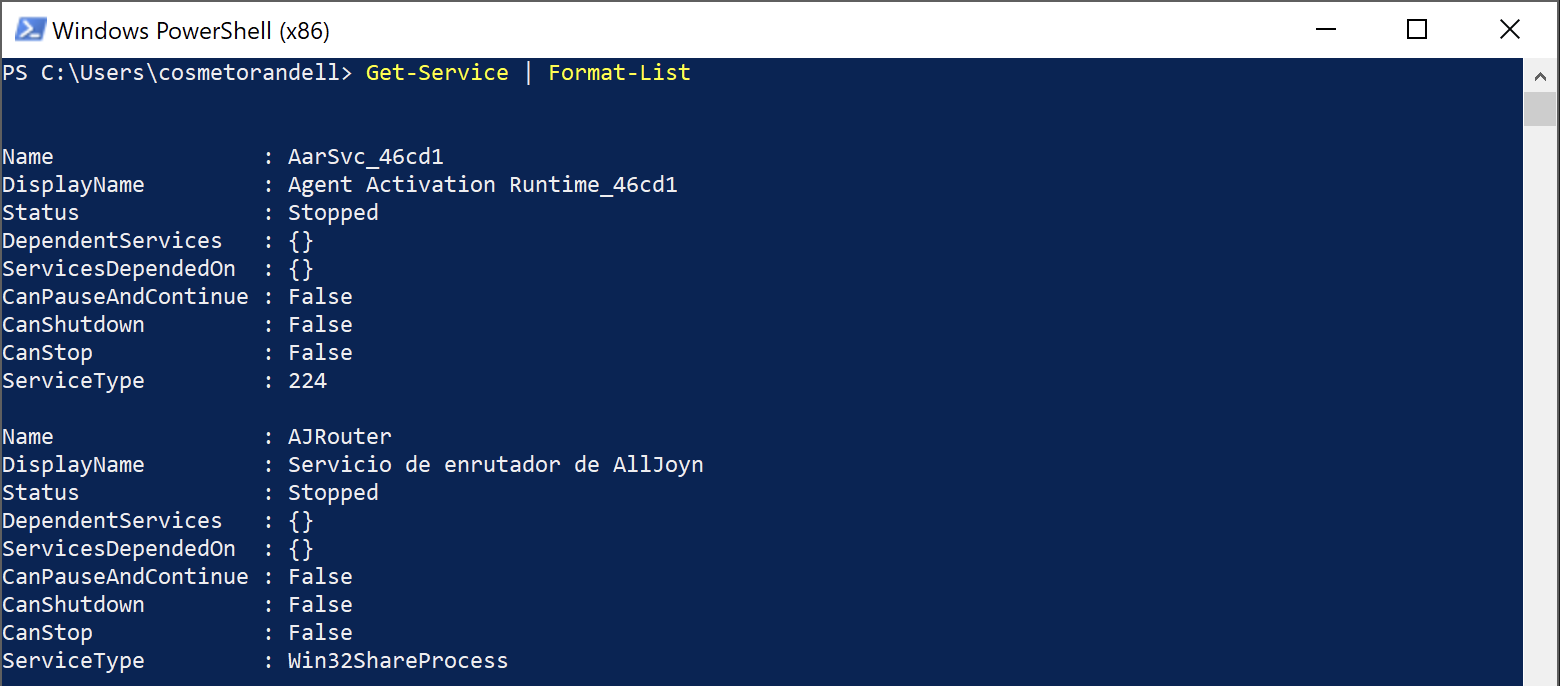 Windows PowerShell (x86)
PS C:\Users\cosmetorandell> Get-Service | Format-List
Name                : AarSvc_46cd1
DisplayName         : Agent Activation Runtime_46cd1
Status              : Stopped
DependentServices   : {}
ServicesDependedOn  : {}
CanPauseAndContinue : False
CanShutdown         : False
CanStop             : False
ServiceType         : 224
Name                : AJRouter
DisplayName         : Servicio de enrutador de AllJoyn
Status              : Stopped
DependentServices   : {}
ServicesDependedOn  : {}
CanPauseAndContinue : False
CanShutdown         : False
CanStop             : False
ServiceType         : Win32ShareProcess